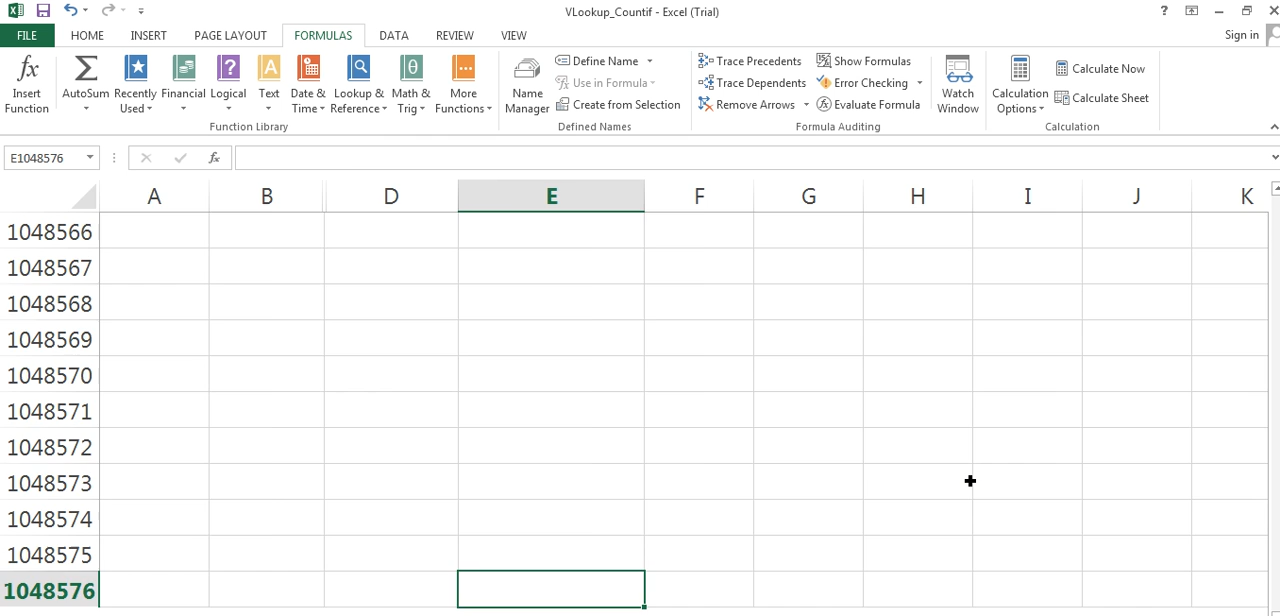 VLookup_Countif - Excel (Trial)
?
FILE HOME INSERT PAGE LAYOUT FORMULAS DATA REVIEW VIEW Sign in
fx Insert Function
Σ AutoSum
Recently Used
Financial
? Logical
A Text
Date & Time
Lookup & Reference
θ Math & Trig
More Functions
Function Library
Name Manager
Define Name
Use in Formula
Create from Selection
Defined Names
Trace Precedents
Trace Dependents
Remove Arrows
Show Formulas
Error Checking
fx Evaluate Formula
Formula Auditing
Watch Window
Calculation Options
Calculate Now
Calculate Sheet
Calculation
E1048576 fx
A B D E F G H I J K
1048566
1048567
1048568
1048569
1048570
1048571
1048572
1048573
1048574
1048575
1048576